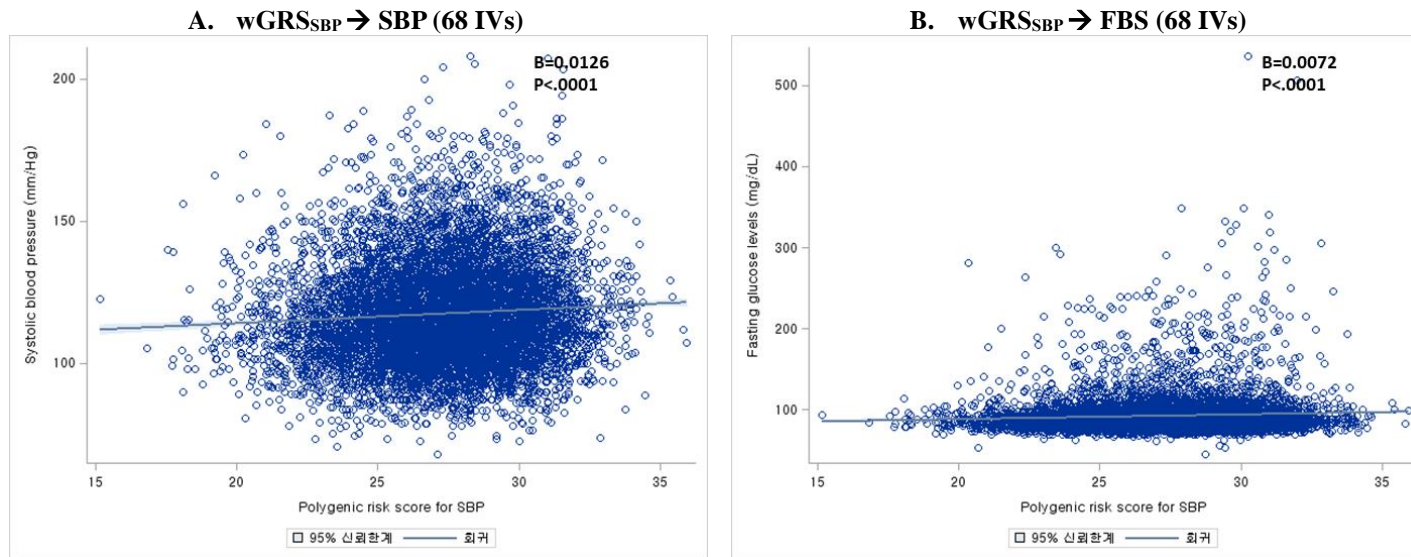 A. wGRSSBP → SBP (68 IVs)
B=0.0126
P<.0001
Systolic blood pressure (mm/Hg)
200
150
100
15 20 25 30 35
Polygenic risk score for SBP
95% 신뢰한계 회귀
B. wGRSSBP → FBS (68 IVs)
B=0.0072
P<.0001
Fasting glucose levels (mg/dL)
500
400
300
200
100
15 20 25 30 35
Polygenic risk score for SBP
95% 신뢰한계 회귀